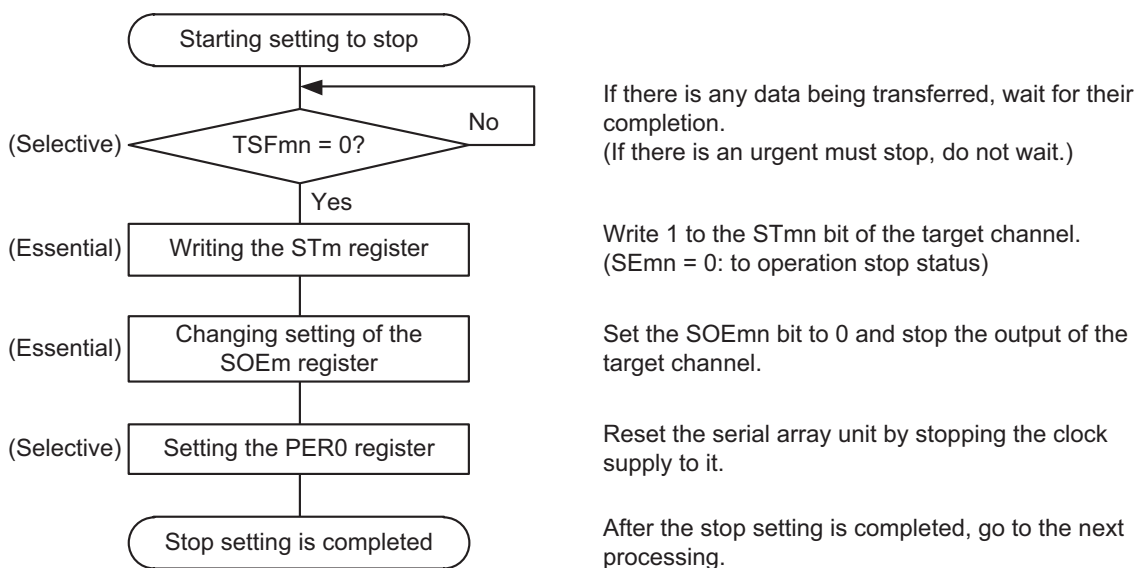 Starting setting to stop
If there is any data being transferred, wait for their
completion.
(If there is an urgent must stop, do not wait.)
(Selective)
TSFmn = 0?
No
Yes
(Essential)
Writing the STm register
Write 1 to the STmn bit of the target channel.
(SEmn = 0: to operation stop status)
(Essential)
Changing setting of the
SOEm register
Set the SOEmn bit to 0 and stop the output of the
target channel.
(Selective)
Setting the PER0 register
Reset the serial array unit by stopping the clock
supply to it.
Stop setting is completed
After the stop setting is completed, go to the next
processing.